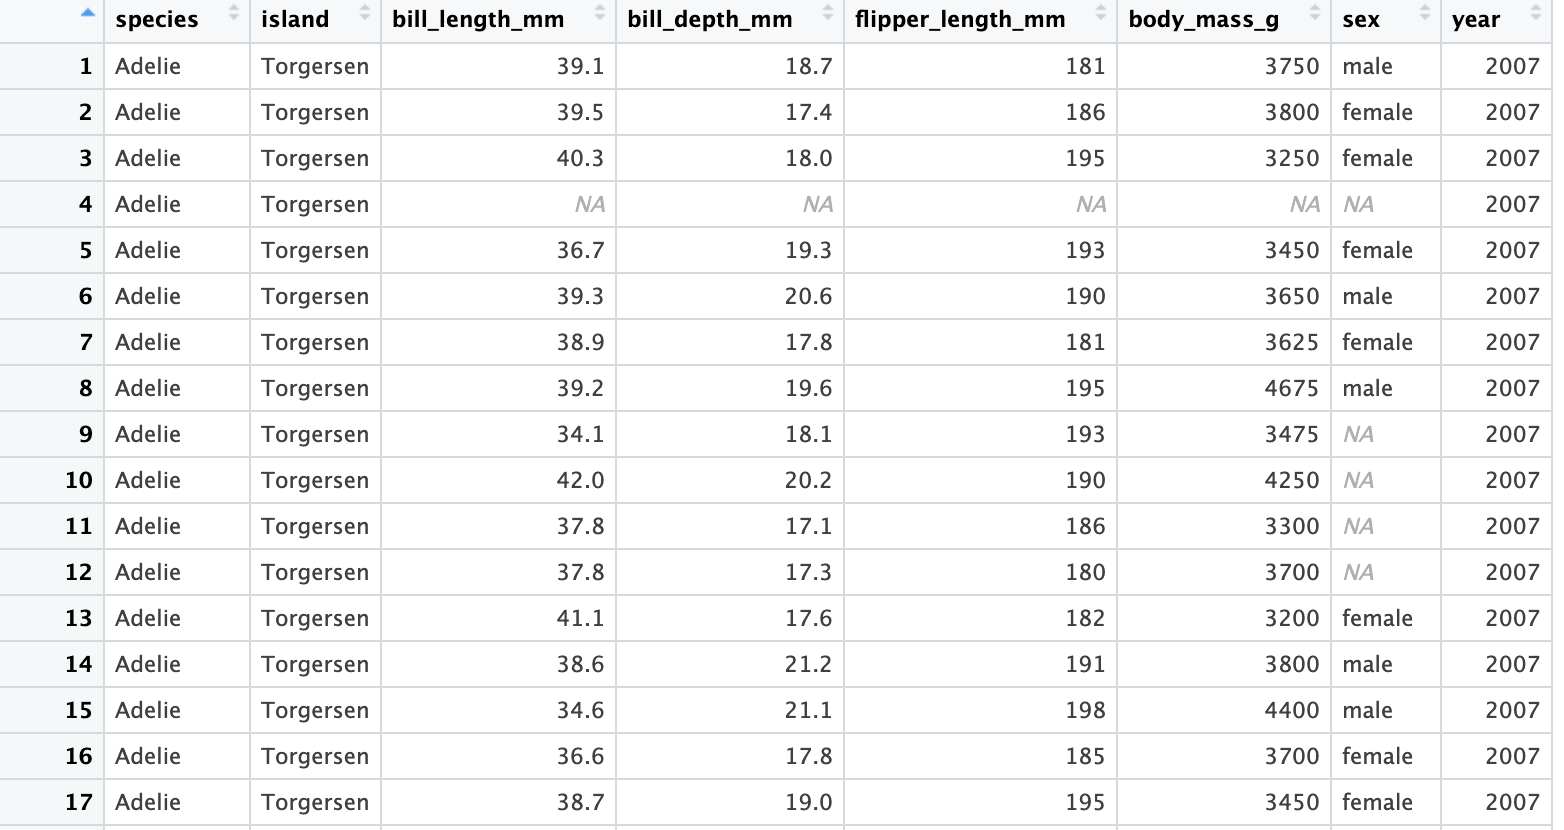 species island bill_length_mm bill_depth_mm flipper_length_mm body_mass_g sex year
1 Adelie Torgersen 39.1 18.7 181 3750 male 2007
2 Adelie Torgersen 39.5 17.4 186 3800 female 2007
3 Adelie Torgersen 40.3 18.0 195 3250 female 2007
4 Adelie Torgersen NA NA NA NA NA 2007
5 Adelie Torgersen 36.7 19.3 193 3450 female 2007
6 Adelie Torgersen 39.3 20.6 190 3650 male 2007
7 Adelie Torgersen 38.9 17.8 181 3625 female 2007
8 Adelie Torgersen 39.2 19.6 195 4675 male 2007
9 Adelie Torgersen 34.1 18.1 193 3475 NA 2007
10 Adelie Torgersen 42.0 20.2 190 4250 NA 2007
11 Adelie Torgersen 37.8 17.1 186 3300 NA 2007
12 Adelie Torgersen 37.8 17.3 180 3700 NA 2007
13 Adelie Torgersen 41.1 17.6 182 3200 female 2007
14 Adelie Torgersen 38.6 21.2 191 3800 male 2007
15 Adelie Torgersen 34.6 21.1 198 4400 male 2007
16 Adelie Torgersen 36.6 17.8 185 3700 female 2007
17 Adelie Torgersen 38.7 19.0 195 3450 female 2007